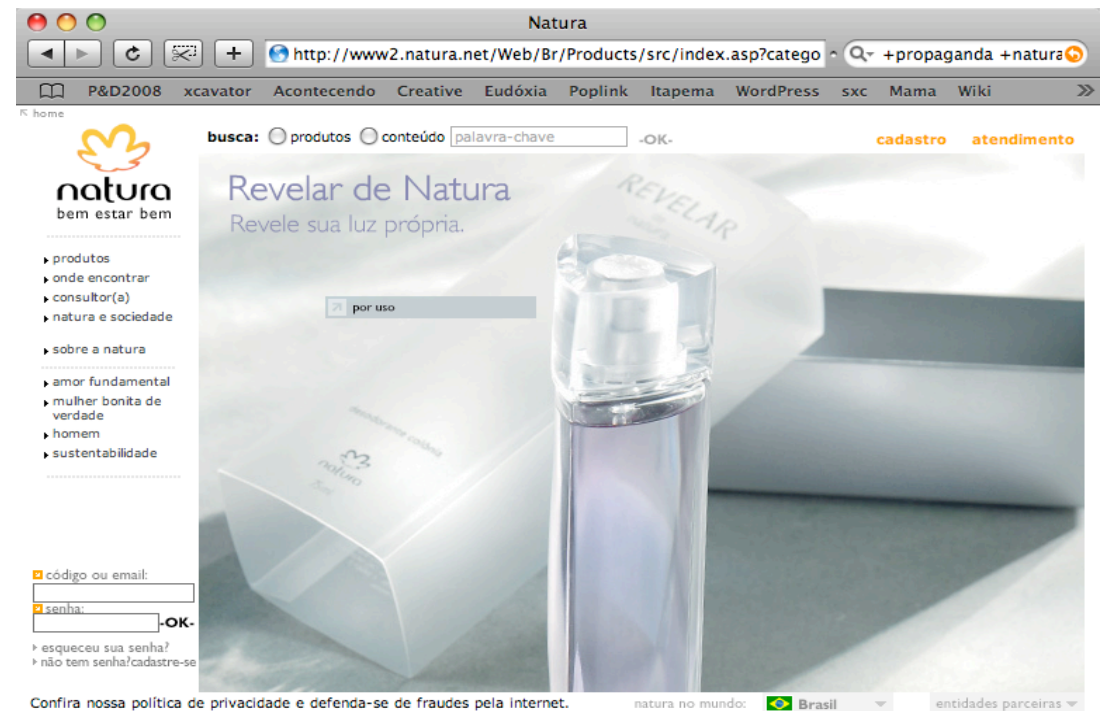 Natura
http://www2.natura.net/Web/Br/Products/src/index.asp?catego
+propaganda +natura
P&D2008 xcavator Acontecendo Creative Eudóxia Poplink Itapema WordPress sxc Mama Wiki
home
busca: produtos conteúdo palavra-chave -OK- cadastro atendimento
natura
bem estar bem
Revelar de Natura
Revele sua luz própria.
REVELAR
produtos
onde encontrar
consultor(a)
natura e sociedade
sobre a natura
amor fundamental
mulher bonita de
verdade
homem
sustentabilidade
por uso
desodorante colônia
natura
75ml
código ou email:
senha:
-OK-
esqueceu sua senha?
não tem senha?cadastre-se
Confira nossa política de privacidade e defenda-se de fraudes pela internet. natura no mundo: Brasil entidades parceiras